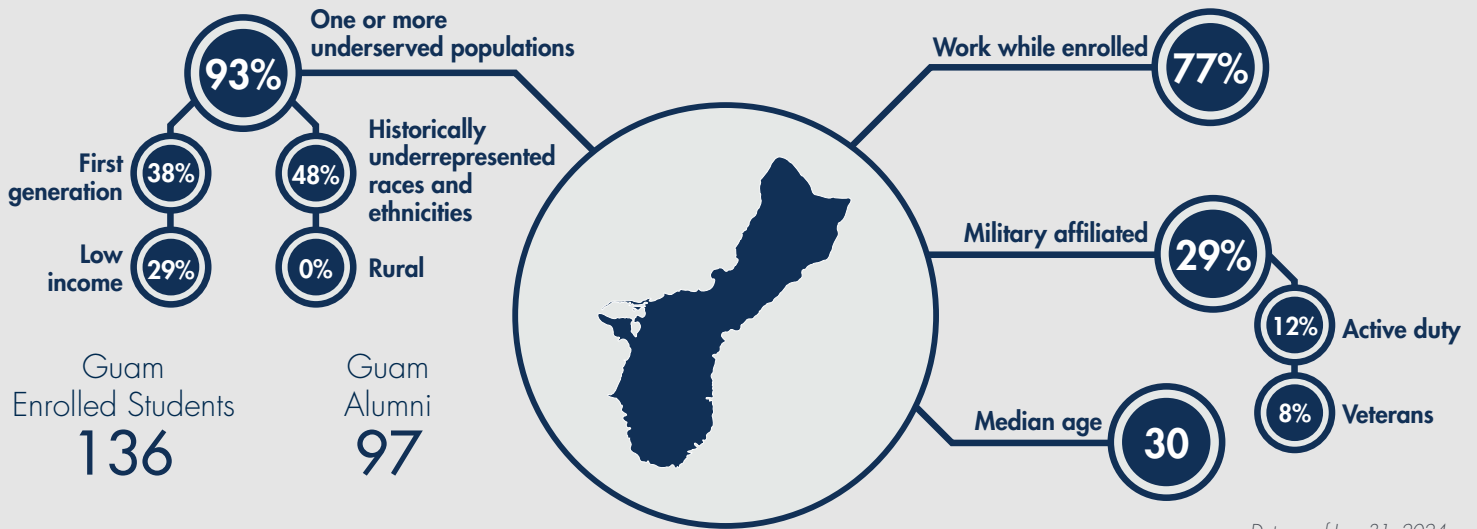 One or more
underserved populations
93%
First
generation
38%
48%
Historically
underrepresented
races and
ethnicities
Low
income
29%
0%
Rural
Guam
Enrolled Students
136
Guam
Alumni
97
Work while enrolled
77%
Military affiliated
29%
12%
Active duty
8%
Veterans
Median age
30